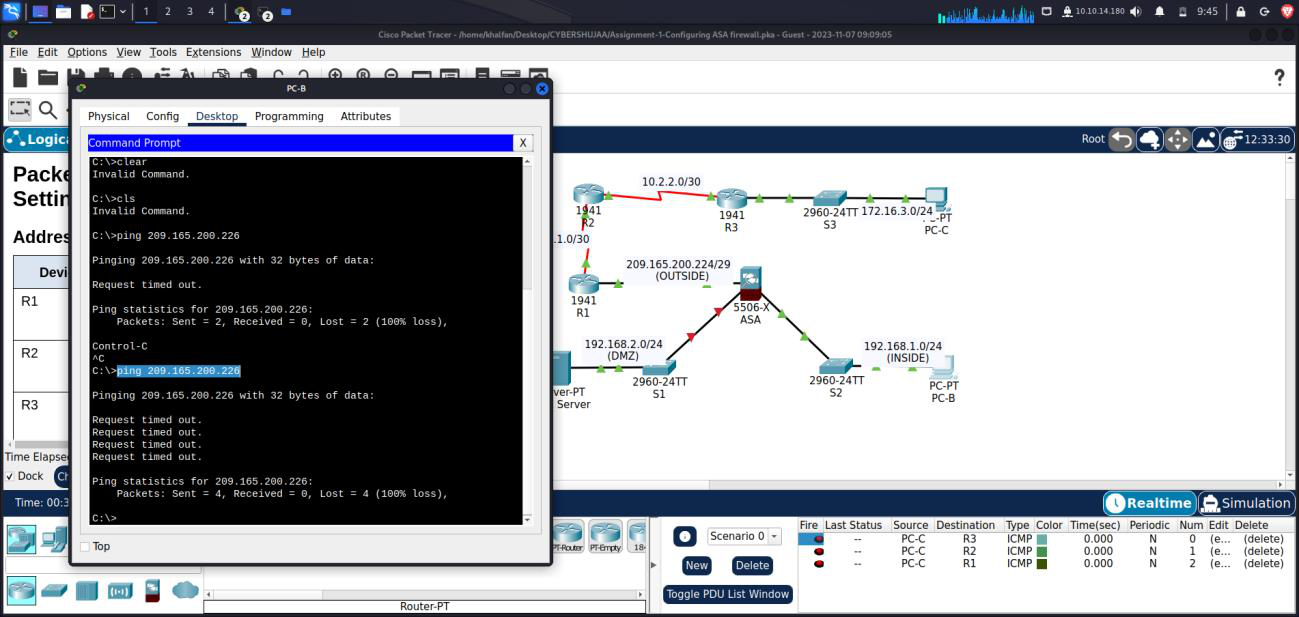 1
2
3
4
2
2
10.10.14.180
9:45
Cisco Packet Tracer - /home/khalfan/Desktop/CYBERSHUJAA/Assignment-1-Configuring ASA firewall.pka - Guest - 2023-11-07 09:09:05
File Edit Options View Tools Extensions Window Help
?
PC-B
Physical Config Desktop Programming Attributes
Command Prompt
X
C:\>clear
Invalid Command.
C:\>cls
Invalid Command.
C:\>ping 209.165.200.226
Pinging 209.165.200.226 with 32 bytes of data:
Request timed out.
Ping statistics for 209.165.200.226:
Packets: Sent = 2, Received = 0, Lost = 2 (100% loss),
Control-C
^C
C:\>ping 209.165.200.226
Pinging 209.165.200.226 with 32 bytes of data:
Request timed out.
Request timed out.
Request timed out.
Request timed out.
Ping statistics for 209.165.200.226:
Packets: Sent = 4, Received = 0, Lost = 4 (100% loss),
C:\>
Top
Logica
Root
12:33:30
Packe
Settin
Addres
Devi
R1
R2
R3
Time Elapse
Dock
Ch
Time: 00:3
10.2.2.0/30
1941
R2
1941
R3
2960-24TT
S3
172.16.3.0/24
PC-PT
PC-C
.1.0/30
209.165.200.224/29
(OUTSIDE)
1941
R1
5506-X
ASA
192.168.2.0/24
(DMZ)
192.168.1.0/24
(INSIDE)
ver-PT
Server
2960-24TT
S1
2960-24TT
S2
PC-PT
PC-B
Realtime
Simulation
PT-Router
PT-Empty
184
Router-PT
Scenario 0
New
Delete
Toggle PDU List Window
Fire Last Status Source Destination Type Color Time(sec) Periodic Num Edit Delete
-- PC-C R3 ICMP 0.000 N 0 (e... (delete)
-- PC-C R2 ICMP 0.000 N 1 (e... (delete)
-- PC-C R1 ICMP 0.000 N 2 (e... (delete)